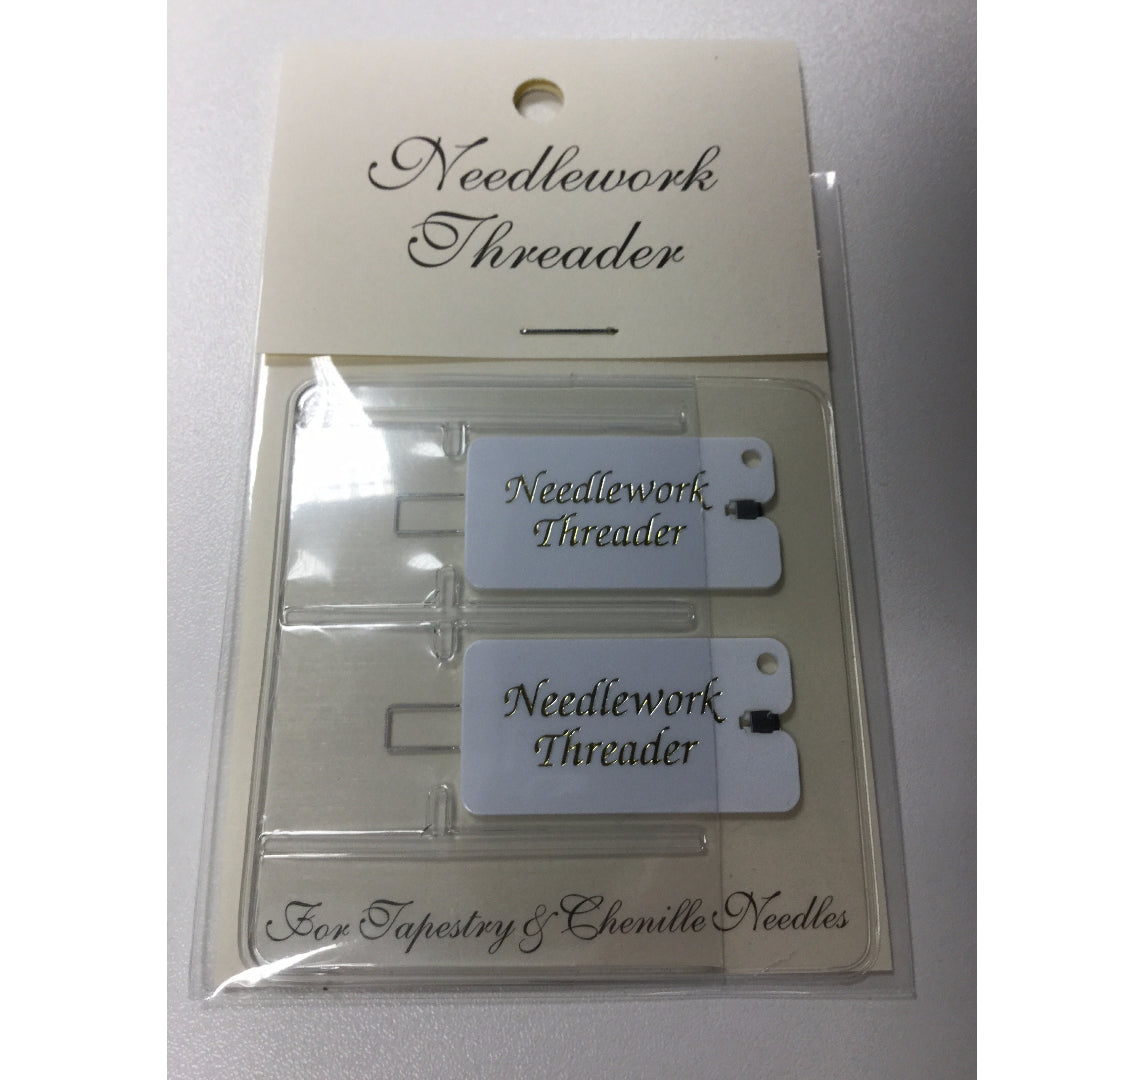 Needlework
Threader
Needlework
Threader
Needlework
Threader
For Tapestry & Chenille Needles